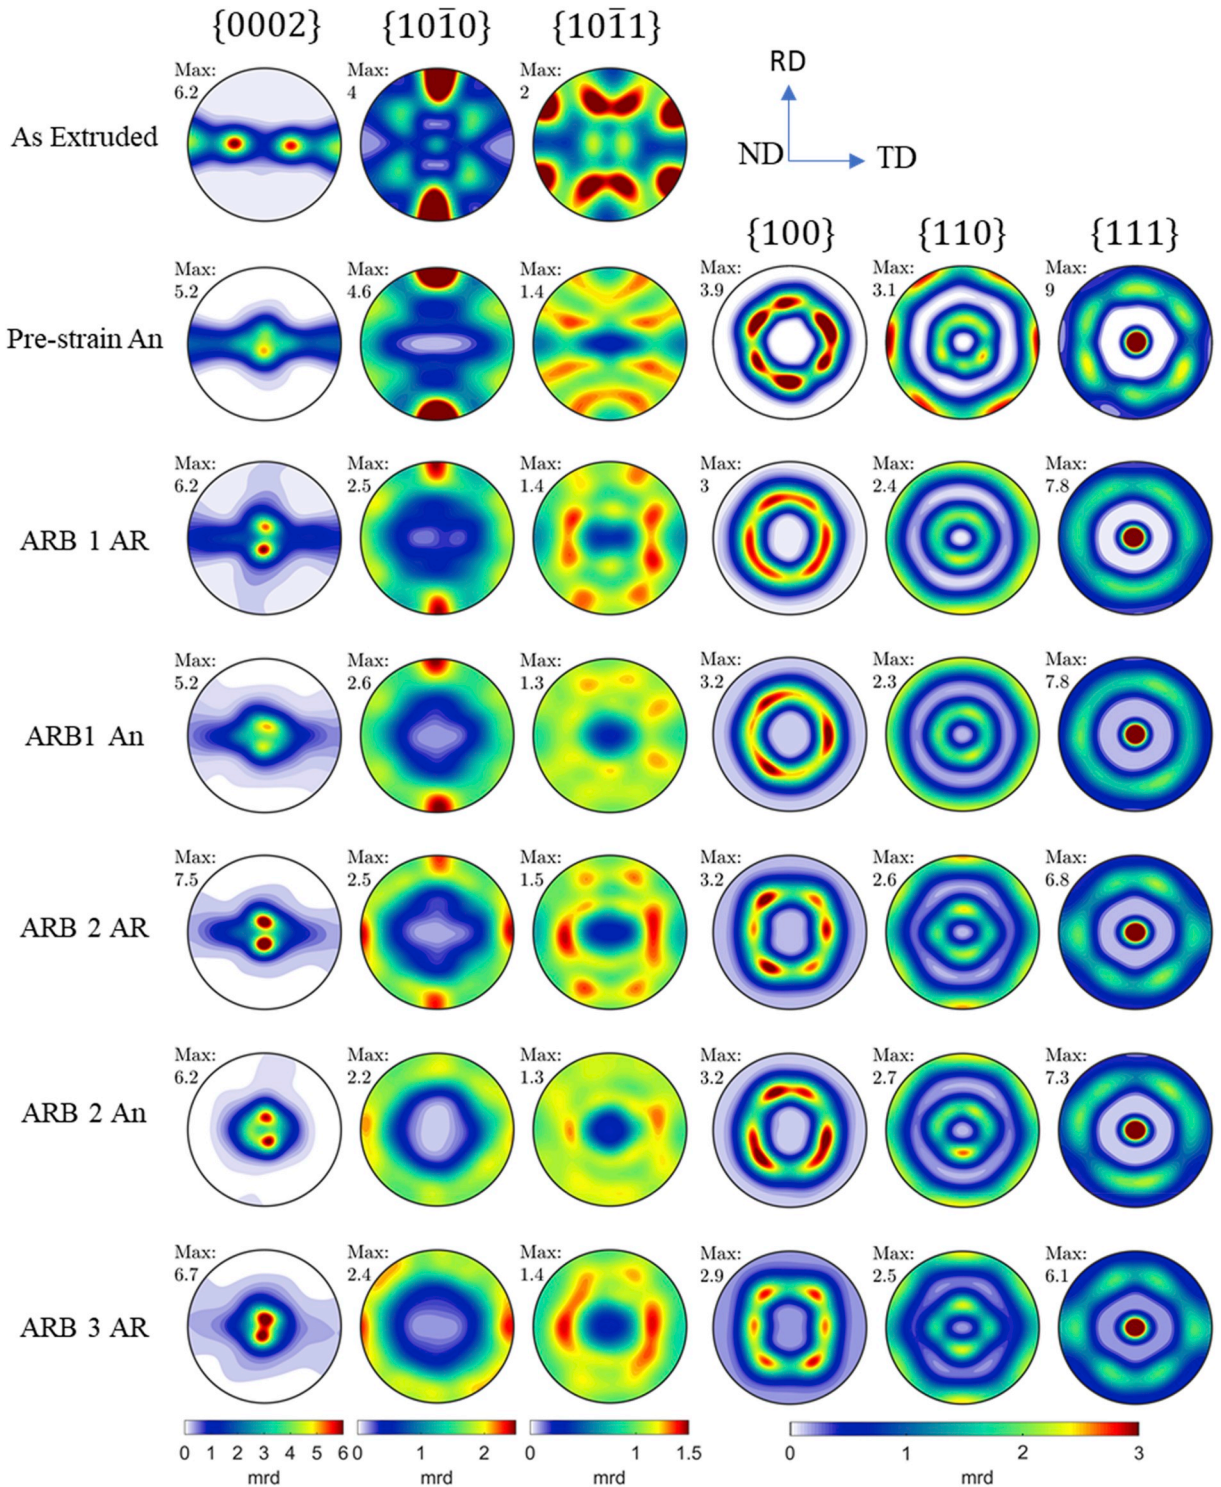 {0002} {101̅0} {101̅1}
Max: Max: Max:
6.2 4 2
As Extruded
RD
ND TD
{100} {110} {111}
Max: Max: Max: Max: Max: Max:
5.2 4.6 1.4 3.9 3.1 9
Pre-strain An
Max: Max: Max: Max: Max: Max:
6.2 2.5 1.4 3 2.4 7.8
ARB 1 AR
Max: Max: Max: Max: Max: Max:
5.2 2.6 1.3 3.2 2.3 7.8
ARB1 An
Max: Max: Max: Max: Max: Max:
7.5 2.5 1.5 3.2 2.6 6.8
ARB 2 AR
Max: Max: Max: Max: Max: Max:
6.2 2.2 1.3 3.2 2.7 7.3
ARB 2 An
Max: Max: Max: Max: Max: Max:
6.7 2.4 1.4 2.9 2.5 6.1
ARB 3 AR
0 1 2 3 4 5 6 0 1 2 0 1 1.5 0 1 2 3
mrd mrd mrd mrd